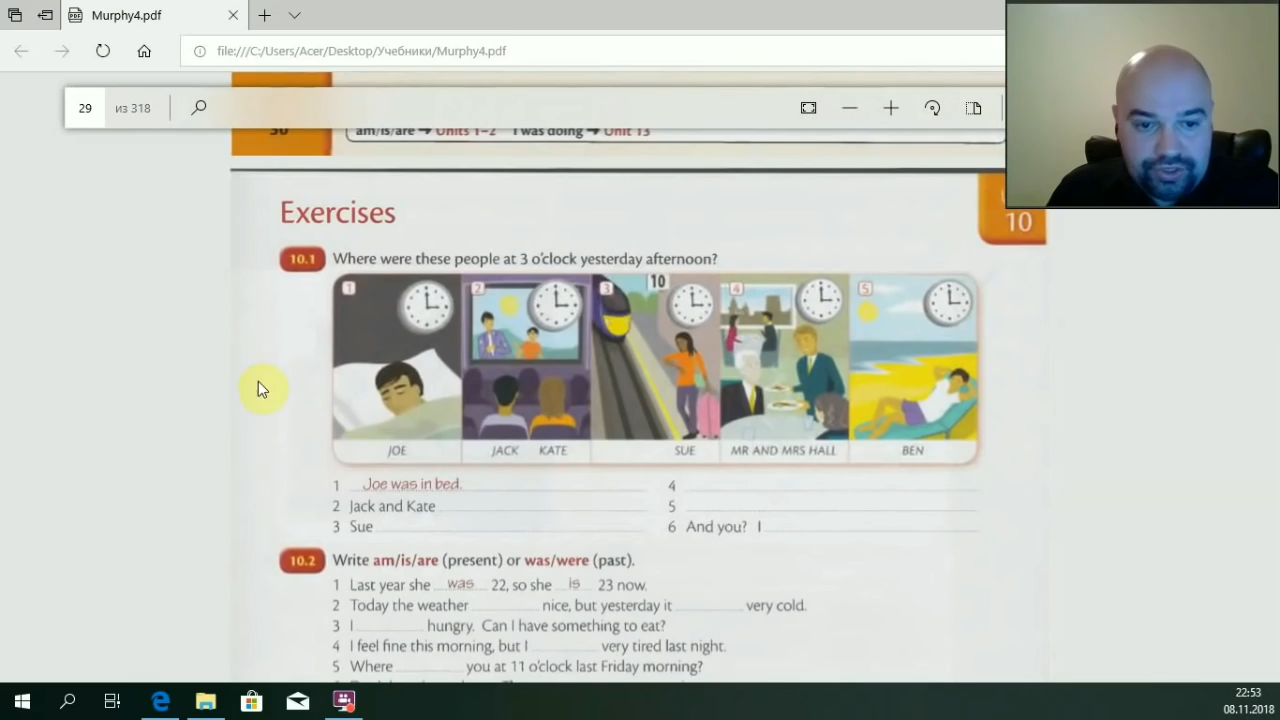 Murphy4.pdf
file:///C:/Users/Acer/Desktop/Учебники/Murphy4.pdf
29 из 318
30
am/is/are → Units 1–2 I was doing → Unit 13
Exercises
10
10.1 Where were these people at 3 o'clock yesterday afternoon?
1 2 3 10 4 5
JOE JACK KATE SUE MR AND MRS HALL BEN
1 Joe was in bed. 4
2 Jack and Kate 5
3 Sue 6 And you? I
10.2 Write am/is/are (present) or was/were (past).
1 Last year she was 22, so she is 23 now.
2 Today the weather nice, but yesterday it very cold.
3 I hungry. Can I have something to eat?
4 I feel fine this morning, but I very tired last night.
5 Where you at 11 o'clock last Friday morning?
22:53
08.11.2018